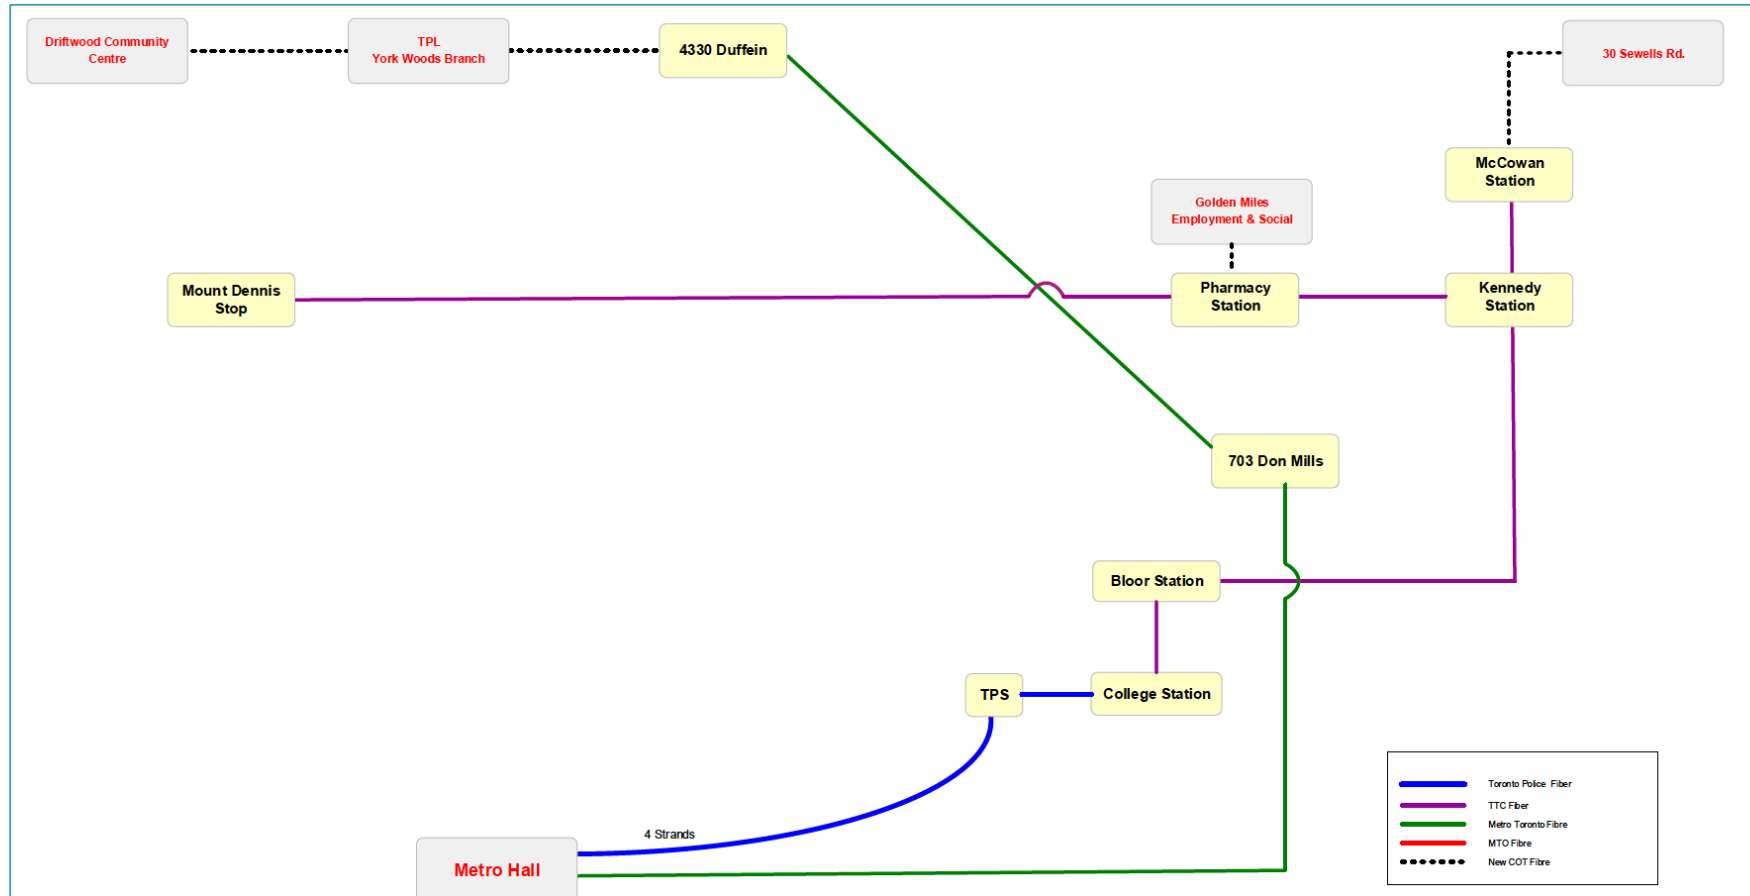 Driftwood Community
Centre
TPL
York Woods Branch
4330 Duffein
30 Sewells Rd.
McCowan
Station
Golden Miles
Employment & Social
Mount Dennis
Stop
Pharmacy
Station
Kennedy
Station
703 Don Mills
Bloor Station
TPS
College Station
4 Strands
Metro Hall
Toronto Police Fiber
TTC Fiber
Metro Toronto Fibre
MTO Fibre
New COT Fibre